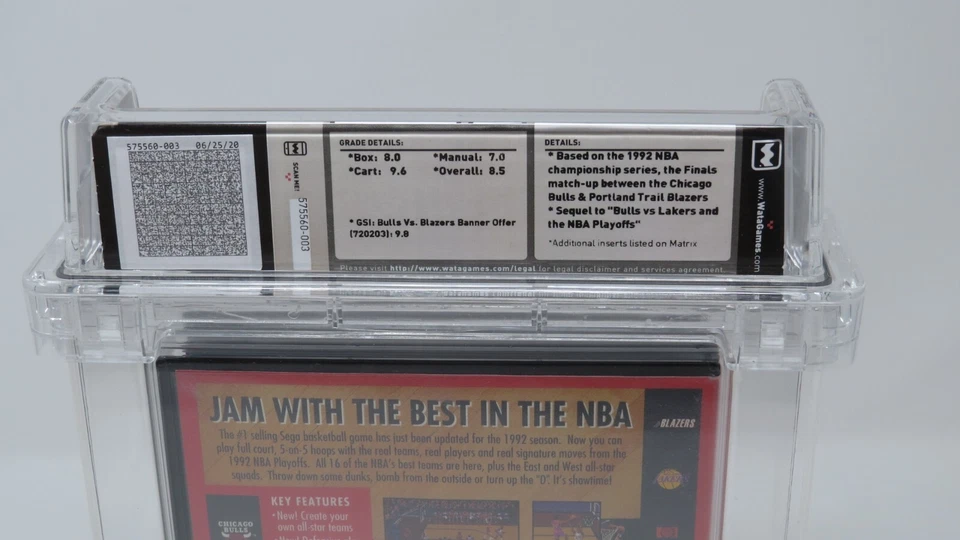 575560-003 06/25/20
SCAN ME!
575560-003
GRADE DETAILS:
*Box: 8.0 *Manual: 7.0
*Cart: 9.6 *Overall: 8.5
* GSI: Bulls Vs. Blazers Banner Offer
(720203): 9.8
DETAILS:
* Based on the 1992 NBA
championship series, the Finals
match-up between the Chicago
Bulls & Portland Trail Blazers
* Sequel to "Bulls vs Lakers and
the NBA Playoffs"
*Additional inserts listed on Matrix
www.WataGames.com
Please visit http://www.watagames.com/legal for legal disclaimer and services agreement
JAM WITH THE BEST IN THE NBA
The #1 selling Sega basketball game has just been updated for the 1992 season. Now you can
play full court, 5-on-5 hoops with the real teams, real players and real signature moves from the
1992 NBA Playoffs. All 16 of the NBA's best teams are here, plus the East and West all-star
squads. Throw down some dunks, bomb from the outside or turn up the "D". It's showtime!
BLAZERS
LAKERS
KEY FEATURES
•New! Create your
own all-star teams
CHICAGO
BULLS